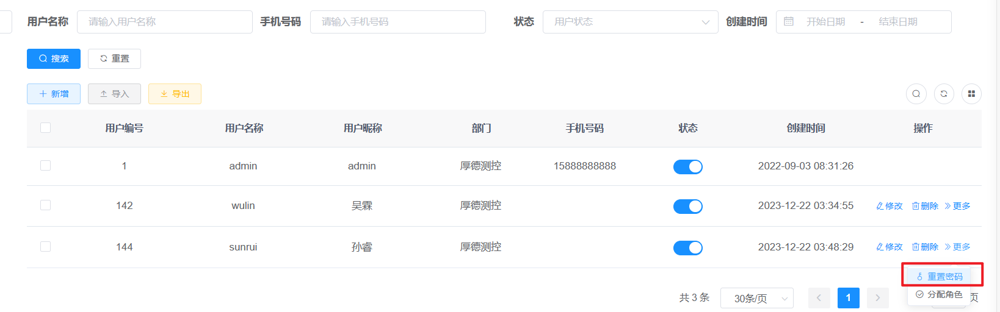 用户名称 请输入用户名称 手机号码 请输入手机号码 状态 用户状态 创建时间 开始日期 - 结束日期
搜索 重置
新增 导入 导出
用户编号 用户名称 用户昵称 部门 手机号码 状态 创建时间 操作
1 admin admin 厚德测控 15888888888 2022-09-03 08:31:26
142 wulin 吴霖 厚德测控 2023-12-22 03:34:55 修改 删除 更多
144 sunrui 孙睿 厚德测控 2023-12-22 03:48:29 修改 删除 更多
重置密码
分配角色
共 3 条 30条/页 1 页